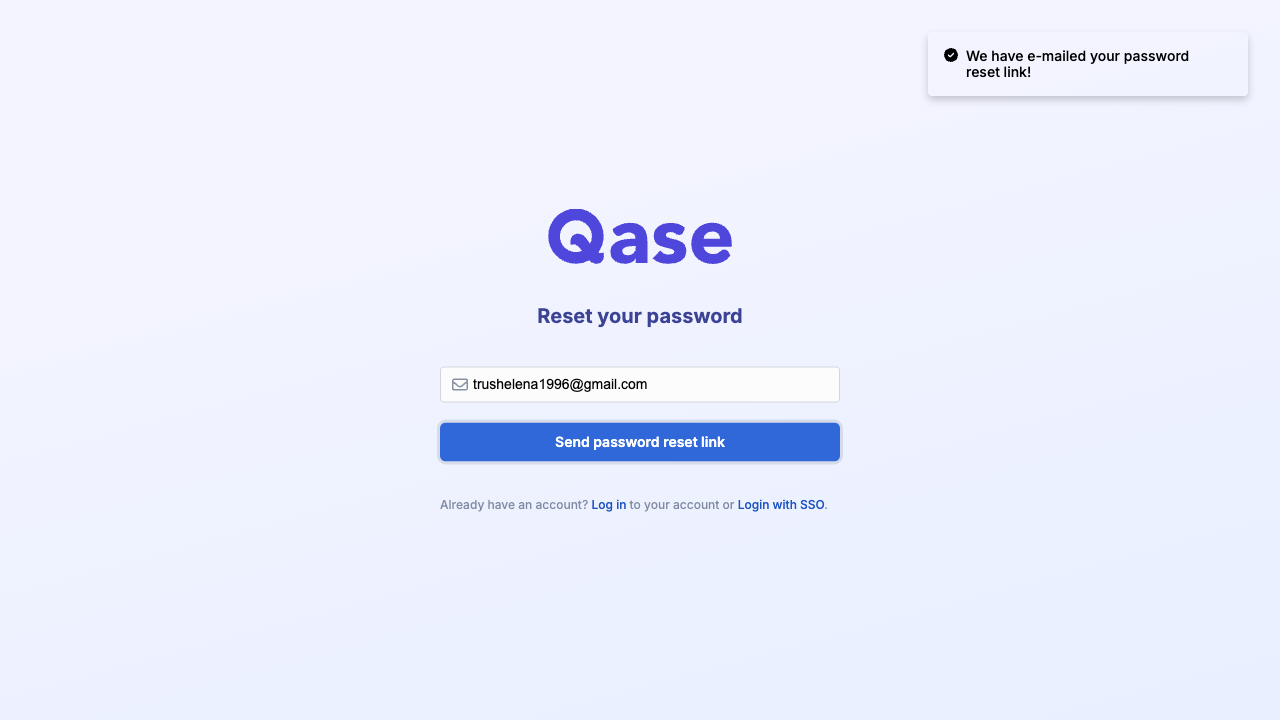 We have e-mailed your password
reset link!
Qase
Reset your password
trushelena1996@gmail.com
Send password reset link
Already have an account? Log in to your account or Login with SSO.